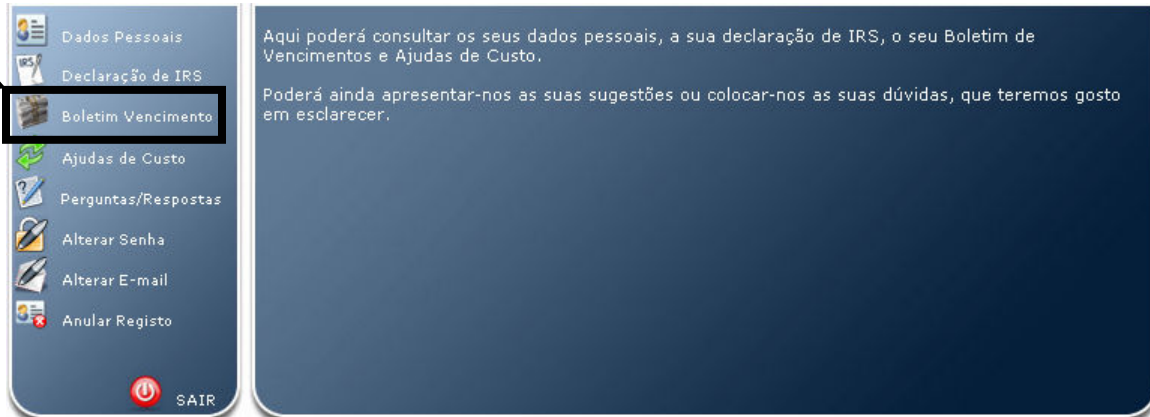 Dados Pessoais
IRS
Declaração de IRS
Boletim Vencimento
Ajudas de Custo
Perguntas/Respostas
Alterar Senha
Alterar E-mail
Anular Registo
SAIR
Aqui poderá consultar os seus dados pessoais, a sua declaração de IRS, o seu Boletim de
Vencimentos e Ajudas de Custo.
Poderá ainda apresentar-nos as suas sugestões ou colocar-nos as suas dúvidas, que teremos gosto
em esclarecer.